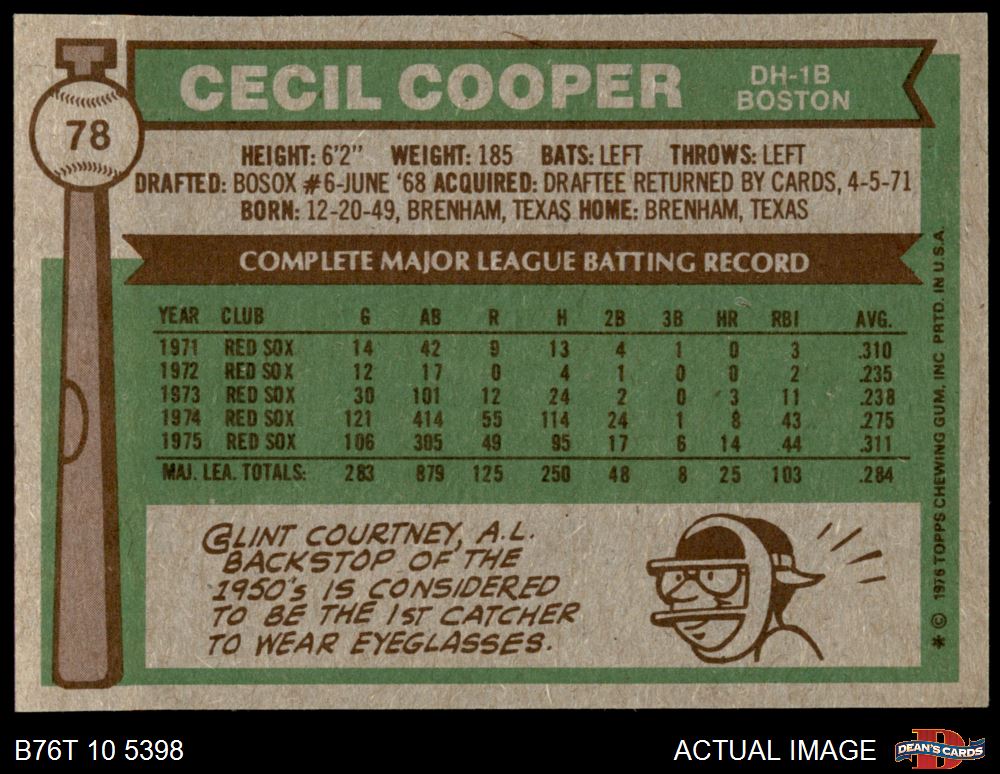 78
CECIL COOPER
DH-1B
BOSTON
HEIGHT: 6'2" WEIGHT: 185 BATS: LEFT THROWS: LEFT
DRAFTED: BOSOX #6-JUNE '68 ACQUIRED: DRAFTEE RETURNED BY CARDS, 4-5-71
BORN: 12-20-49, BRENHAM, TEXAS HOME: BRENHAM, TEXAS
COMPLETE MAJOR LEAGUE BATTING RECORD
YEAR CLUB G AB R H 2B 3B HR RBI AVG.
1971 RED SOX 14 42 9 13 4 1 0 3 .310
1972 RED SOX 12 17 0 4 1 0 0 2 .235
1973 RED SOX 30 101 12 24 2 0 3 11 .238
1974 RED SOX 121 414 55 114 24 1 8 43 .275
1975 RED SOX 106 305 49 95 17 6 14 44 .311
MAJ. LEA. TOTALS: 283 879 125 250 48 8 25 103 .284
CLINT COURTNEY, A.L.
BACKSTOP OF THE
1950's IS CONSIDERED
TO BE THE 1ST CATCHER
TO WEAR EYEGLASSES.
* © 1976 TOPPS CHEWING GUM, INC. PRTD. IN U.S.A.
B76T 10 5398
ACTUAL IMAGE
D
DEAN'S CARDS